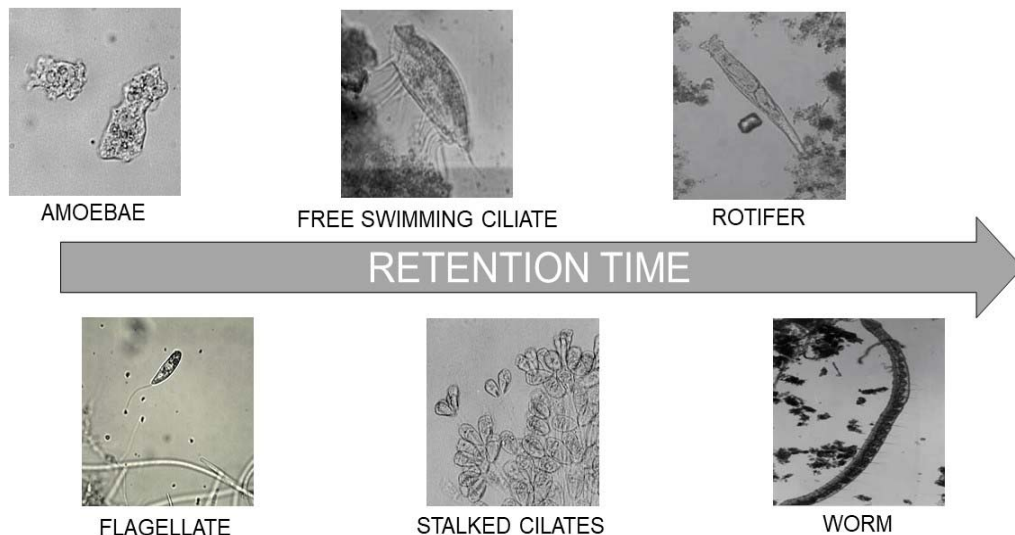 AMOEBAE
FREE SWIMMING CILIATE
ROTIFER
RETENTION TIME
FLAGELLATE
STALKED CILATES
WORM